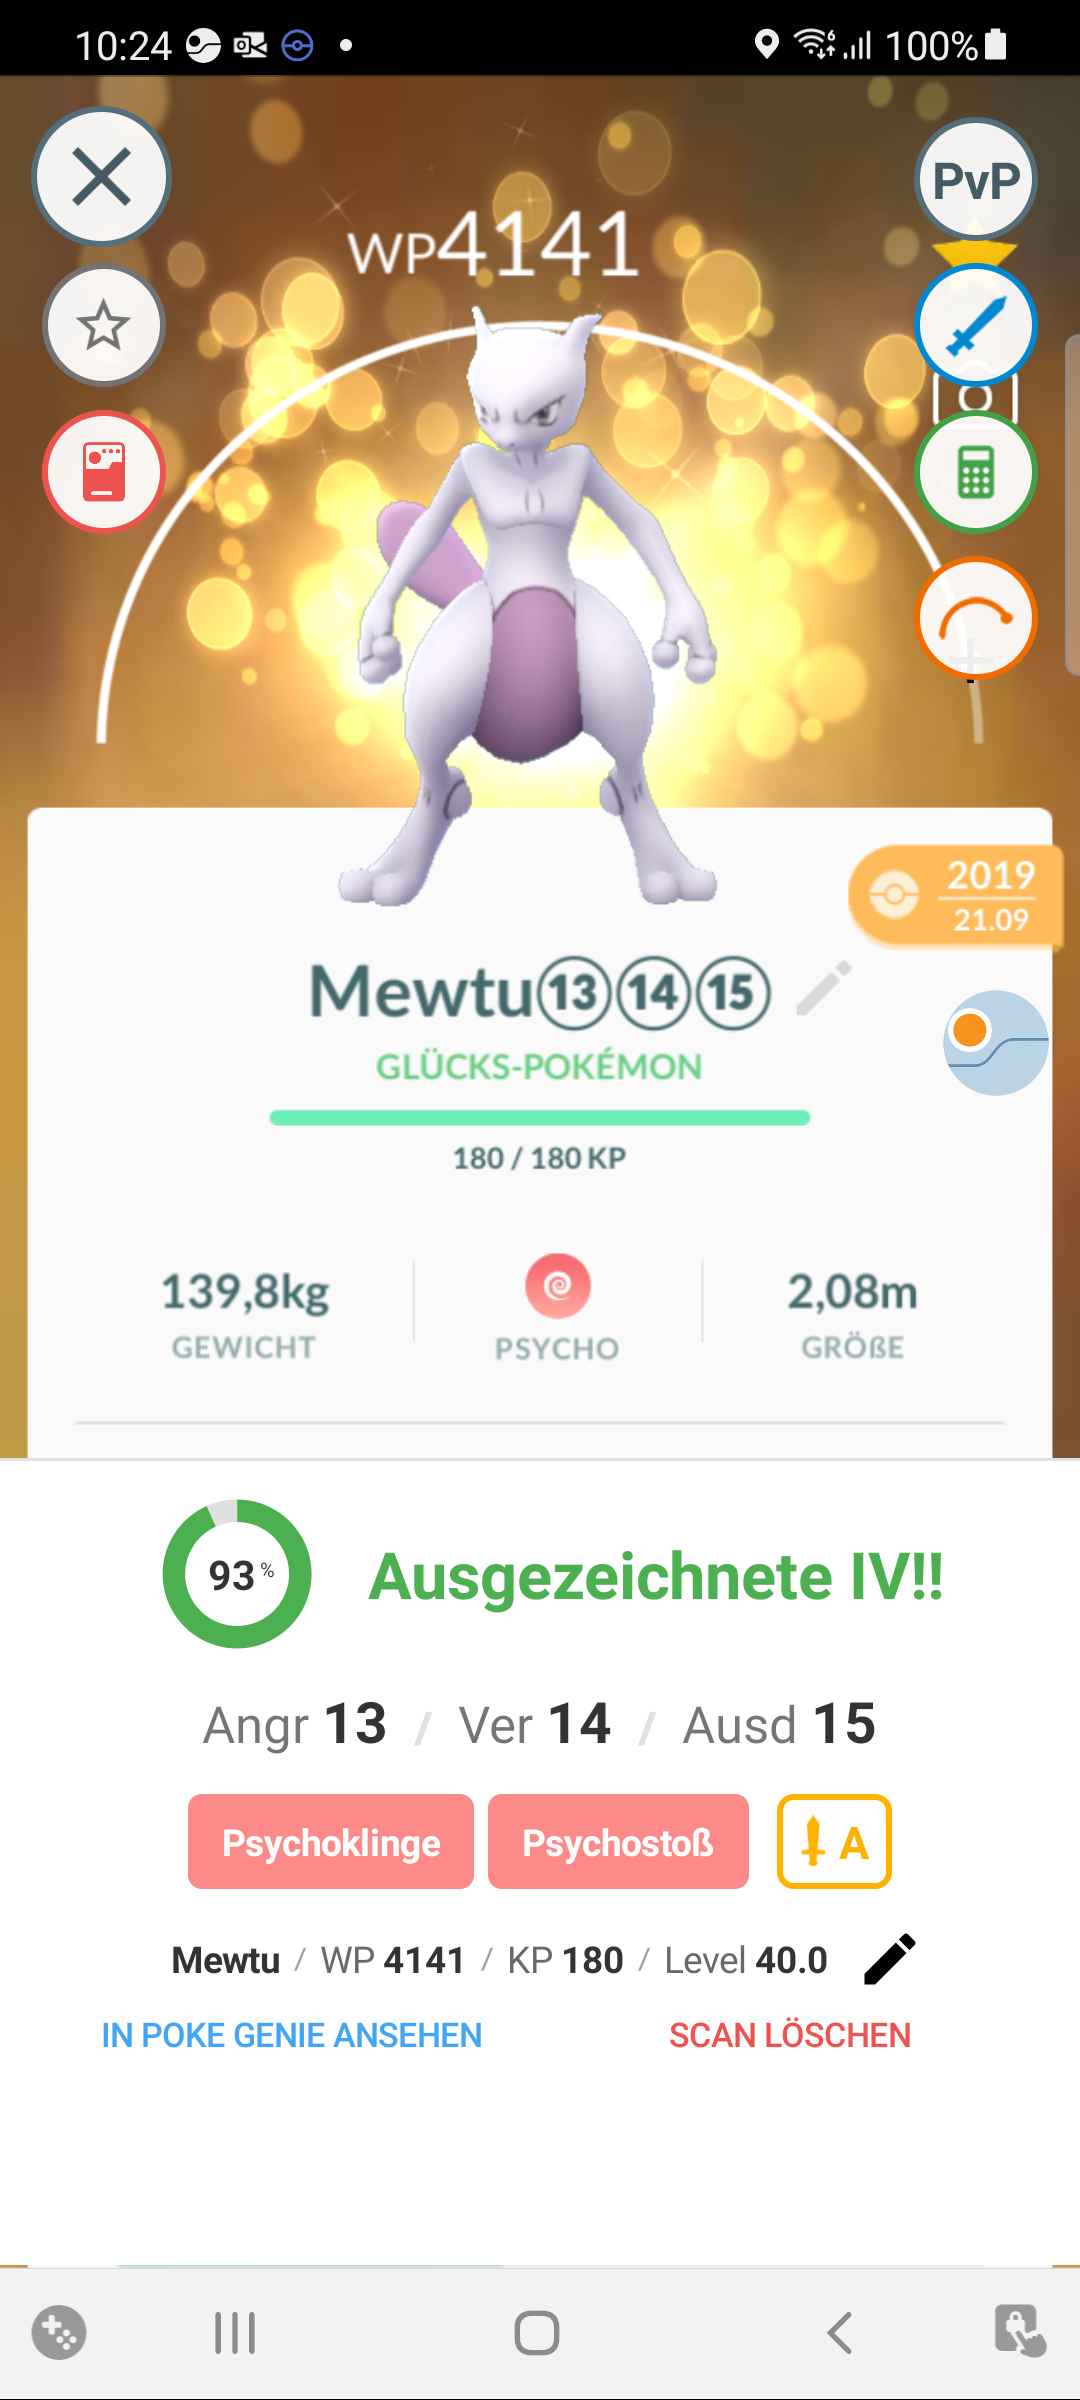 10:24 100%
PvP
WP4141
2019
21.09
Mewtu⑬⑭⑮
GLÜCKS-POKÉMON
180 / 180 KP
139,8kg 2,08m
GEWICHT PSYCHO GRÖßE
93 % Ausgezeichnete IV!!
Angr 13 / Ver 14 / Ausd 15
Psychoklinge Psychostoß A
Mewtu / WP 4141 / KP 180 / Level 40.0
IN POKE GENIE ANSEHEN SCAN LÖSCHEN